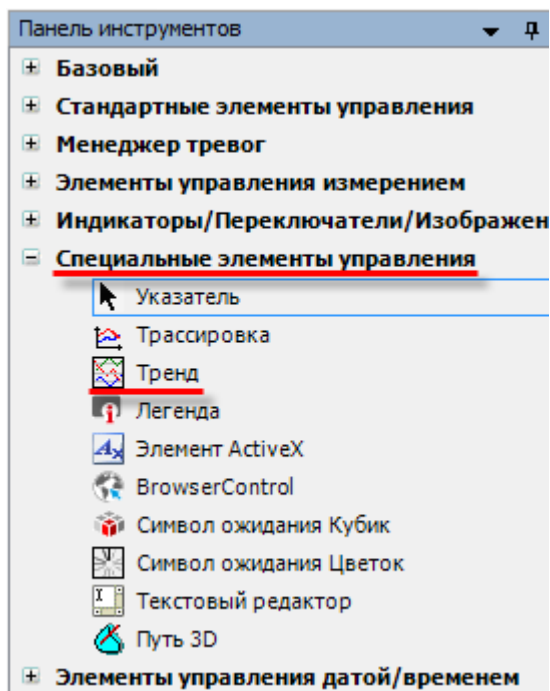 Панель инструментов
Базовый
Стандартные элементы управления
Менеджер тревог
Элементы управления измерением
Индикаторы/Переключатели/Изображен
Специальные элементы управления
Указатель
Трассировка
Тренд
Легенда
Элемент ActiveX
BrowserControl
Символ ожидания Кубик
Символ ожидания Цветок
Текстовый редактор
Путь 3D
Элементы управления датой/временем